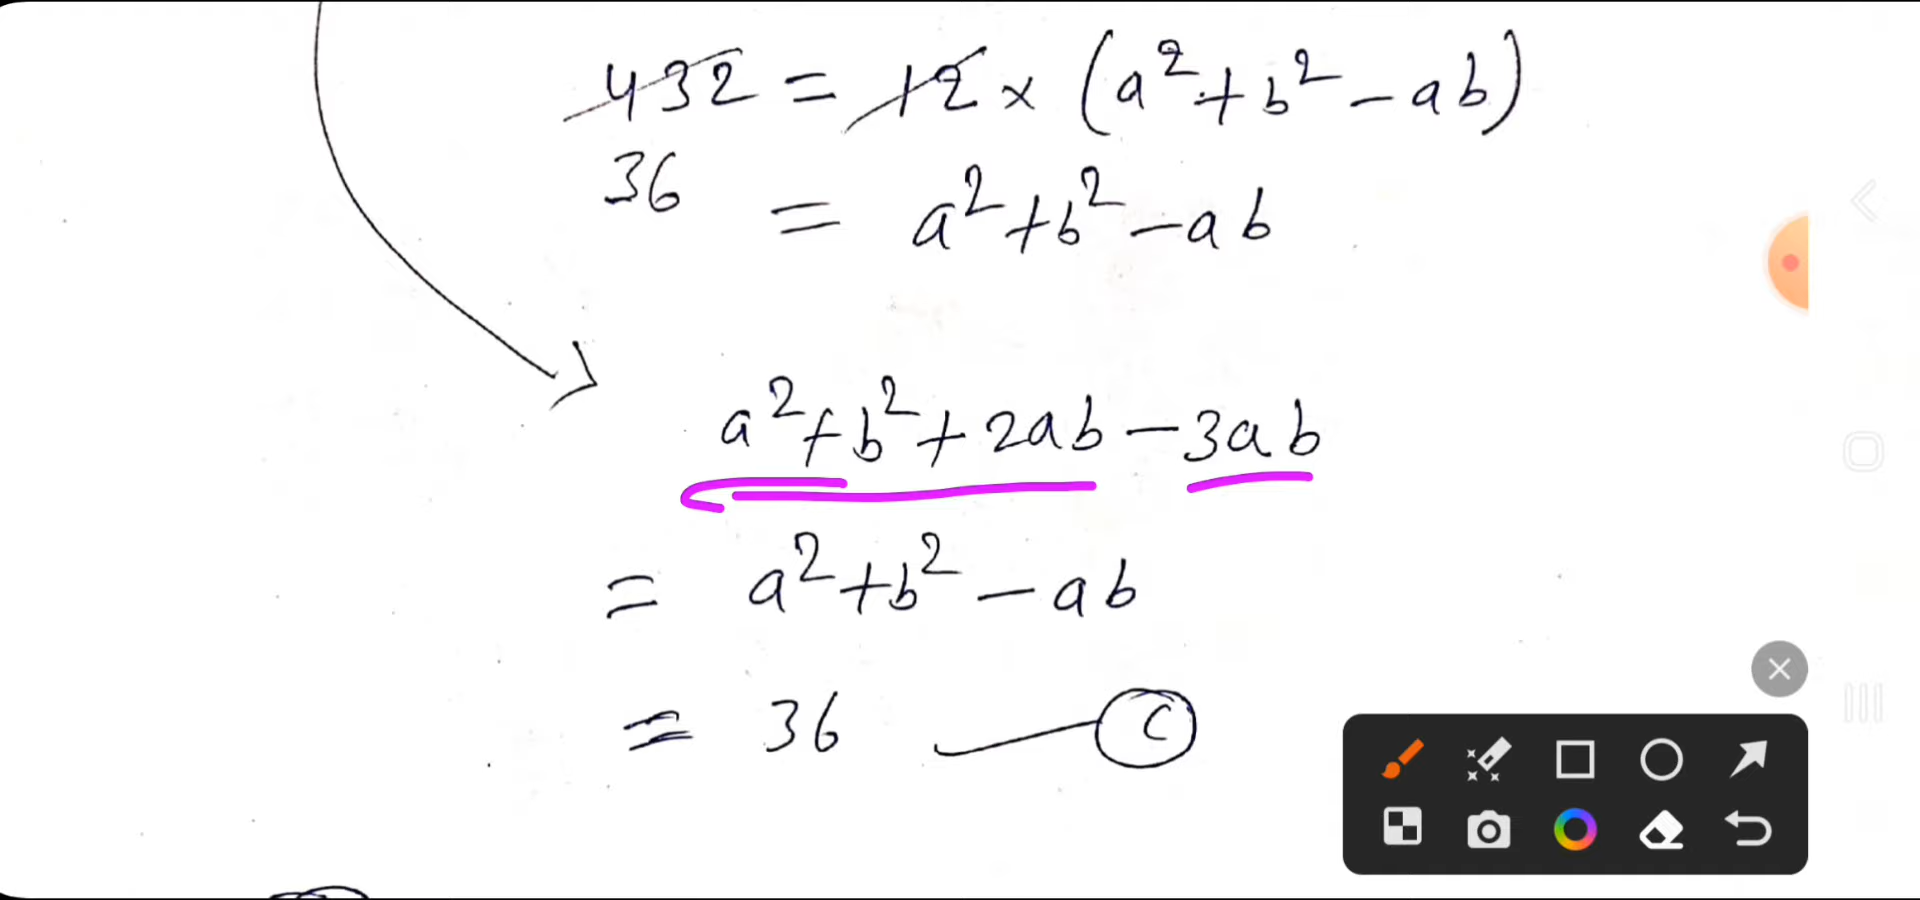 432 = 12 × (a² + b² - ab)
36 = a² + b² - ab
a² + b² + 2ab - 3ab
= a² + b² - ab
= 36 — C